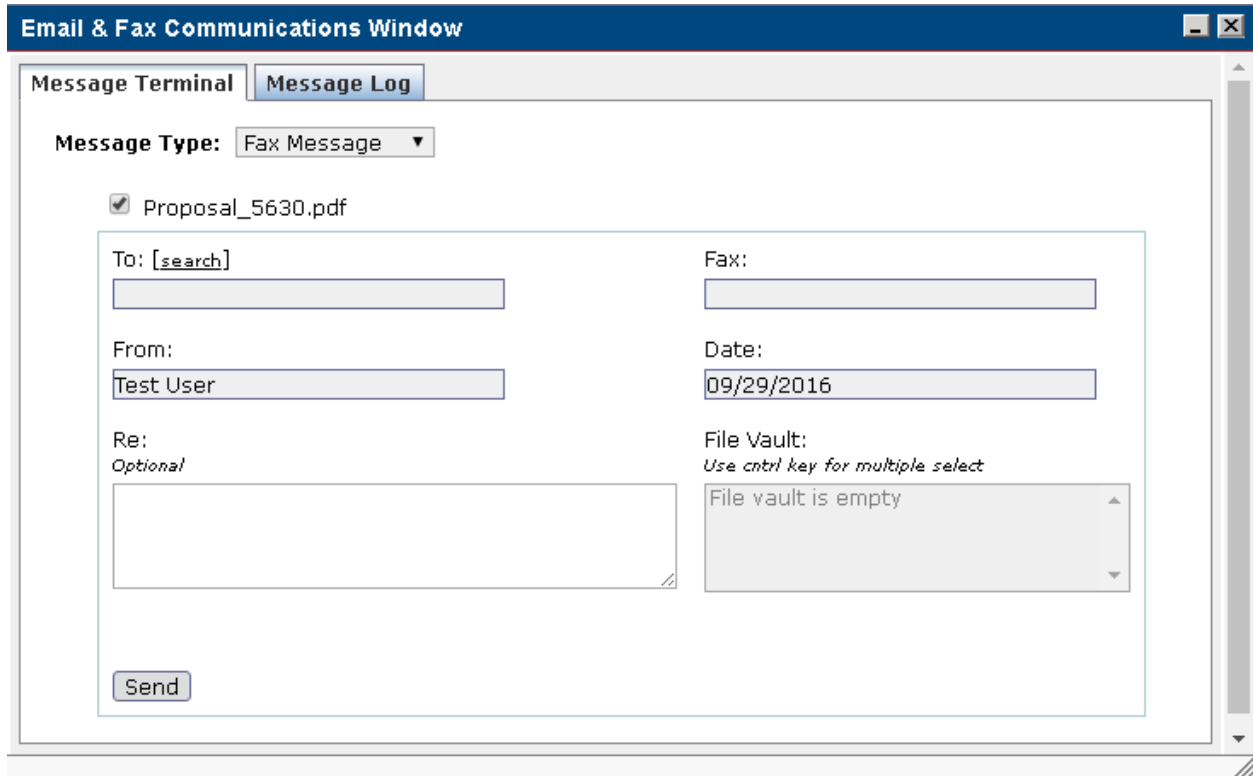 Email & Fax Communications Window
Message Terminal
Message Log
Message Type: Fax Message
Proposal_5630.pdf
To: [search]
Fax:
From:
Date:
Test User
09/29/2016
Re:
File Vault:
Optional
Use cntrl key for multiple select
File vault is empty
Send